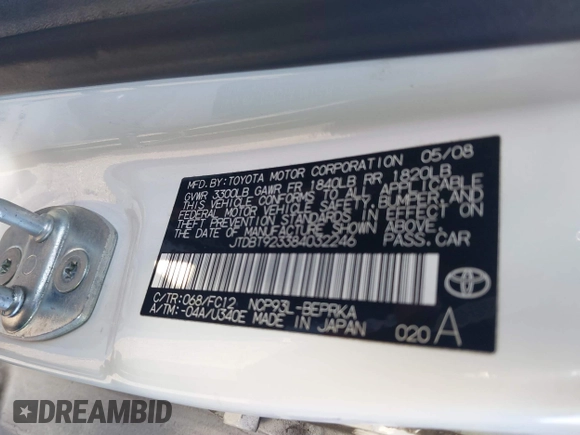 MFD. BY: TOYOTA MOTOR CORPORATION 05/08
GVWR 3300LB GAWR FR 1840LB RR 1820LB
THIS VEHICLE CONFORMS TO ALL APPLICABLE
FEDERAL MOTOR VEHICLE SAFETY, BUMPER, AND
THEFT PREVENTION STANDARDS IN EFFECT ON
THE DATE OF MANUFACTURE SHOWN ABOVE.
JTDBT923384032246 PASS.CAR
C/TR: 068/FC12 NCP93L-BEPRKA
A/TM: -04A/U340E MADE IN JAPAN 020 A
DREAMBID